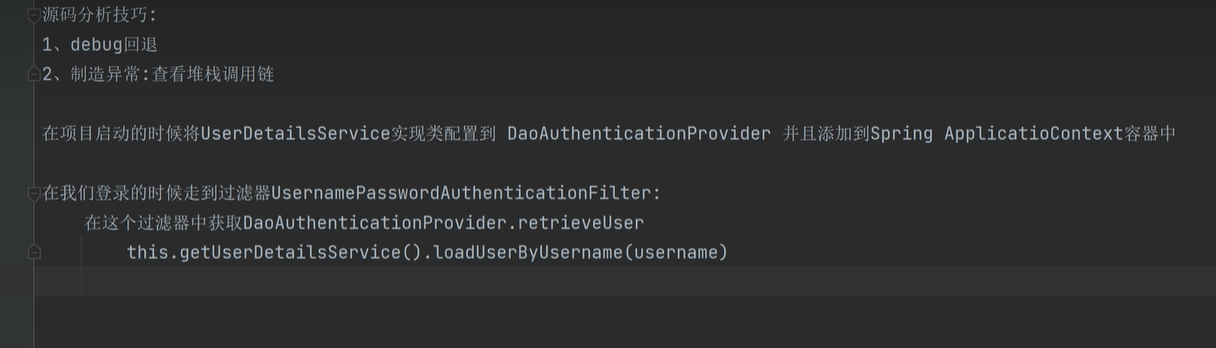 源码分析技巧:
1、debug回退
2、制造异常:查看堆栈调用链
在项目启动的时候将UserDetailsService实现类配置到 DaoAuthenticationProvider 并且添加到Spring ApplicatioContext容器中
在我们登录的时候走到过滤器UsernamePasswordAuthenticationFilter:
在这个过滤器中获取DaoAuthenticationProvider.retrieveUser
this.getUserDetailsService().loadUserByUsername(username)